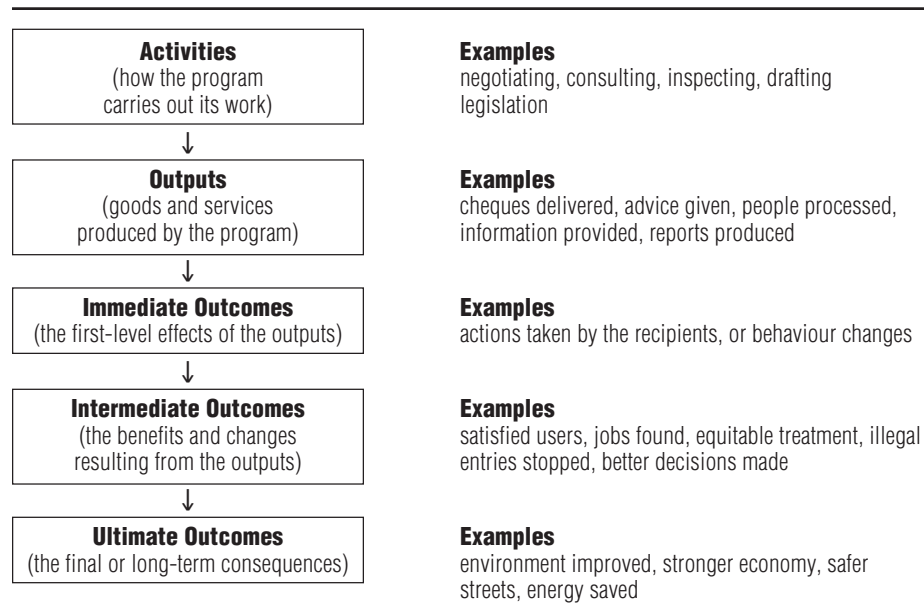 Activities
(how the program
carries out its work)
Examples
negotiating, consulting, inspecting, drafting
legislation
↓
Outputs
(goods and services
produced by the program)
Examples
cheques delivered, advice given, people processed,
information provided, reports produced
↓
Immediate Outcomes
(the first-level effects of the outputs)
Examples
actions taken by the recipients, or behaviour changes
↓
Intermediate Outcomes
(the benefits and changes
resulting from the outputs)
Examples
satisfied users, jobs found, equitable treatment, illegal
entries stopped, better decisions made
↓
Ultimate Outcomes
(the final or long-term consequences)
Examples
environment improved, stronger economy, safer
streets, energy saved